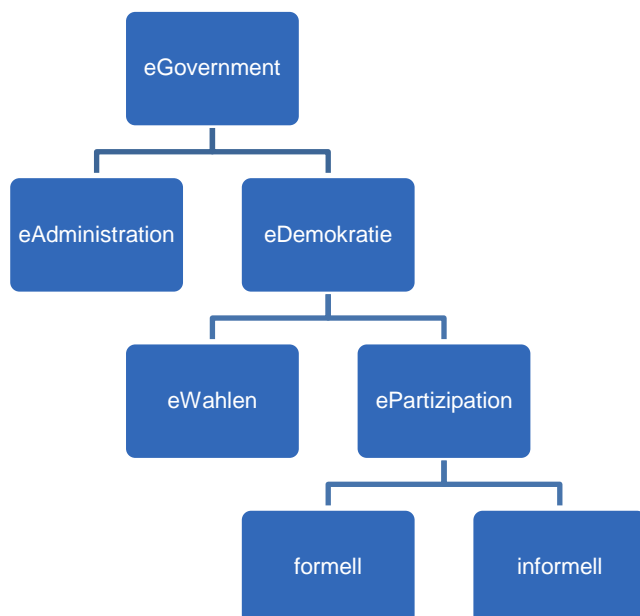 eGovernment
eAdministration
eDemokratie
eWahlen
ePartizipation
formell
informell